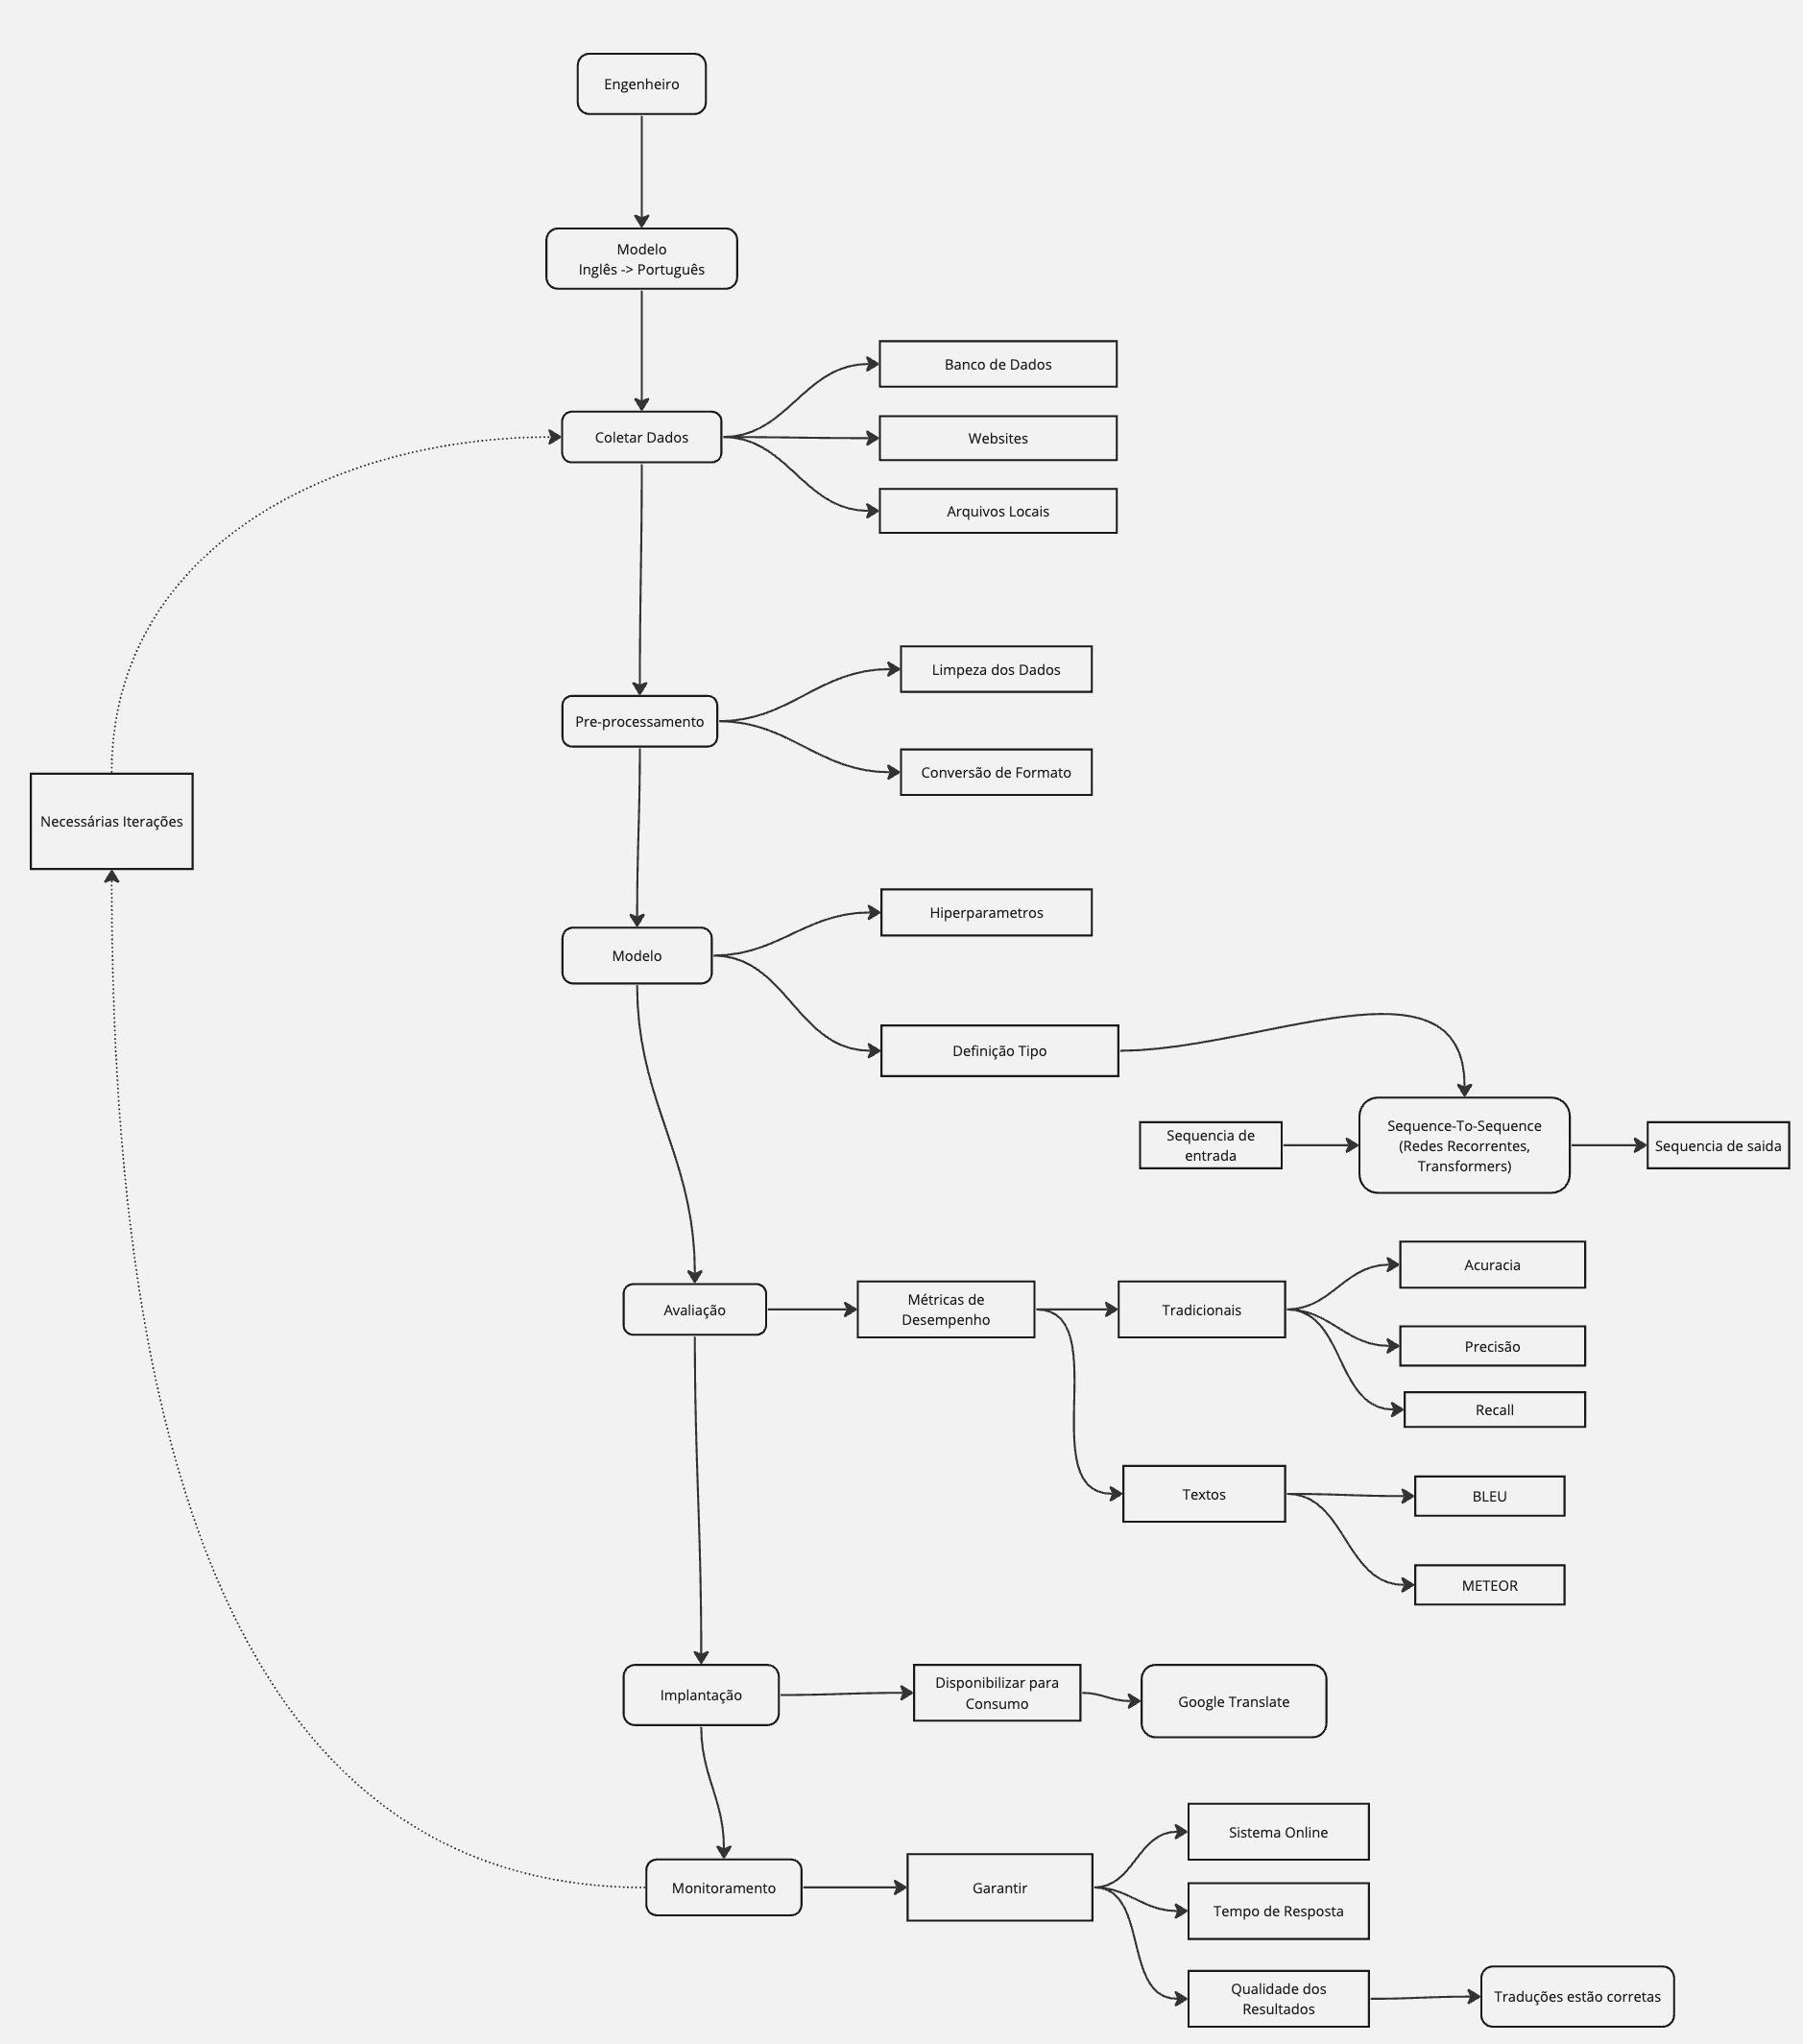 Engenheiro
Modelo
Inglês -> Português
Banco de Dados
Coletar Dados
Websites
Arquivos Locais
Limpeza dos Dados
Pre-processamento
Conversão de Formato
Necessárias Iterações
Hiperparametros
Modelo
Definição Tipo
Sequencia de
entrada
Sequence-To-Sequence
(Redes Recorrentes,
Transformers)
Sequencia de saida
Avaliação
Métricas de
Desempenho
Tradicionais
Acuracia
Precisão
Recall
Textos
BLEU
METEOR
Implantação
Disponibilizar para
Consumo
Google Translate
Monitoramento
Garantir
Sistema Online
Tempo de Resposta
Qualidade dos
Resultados
Traduções estão corretas